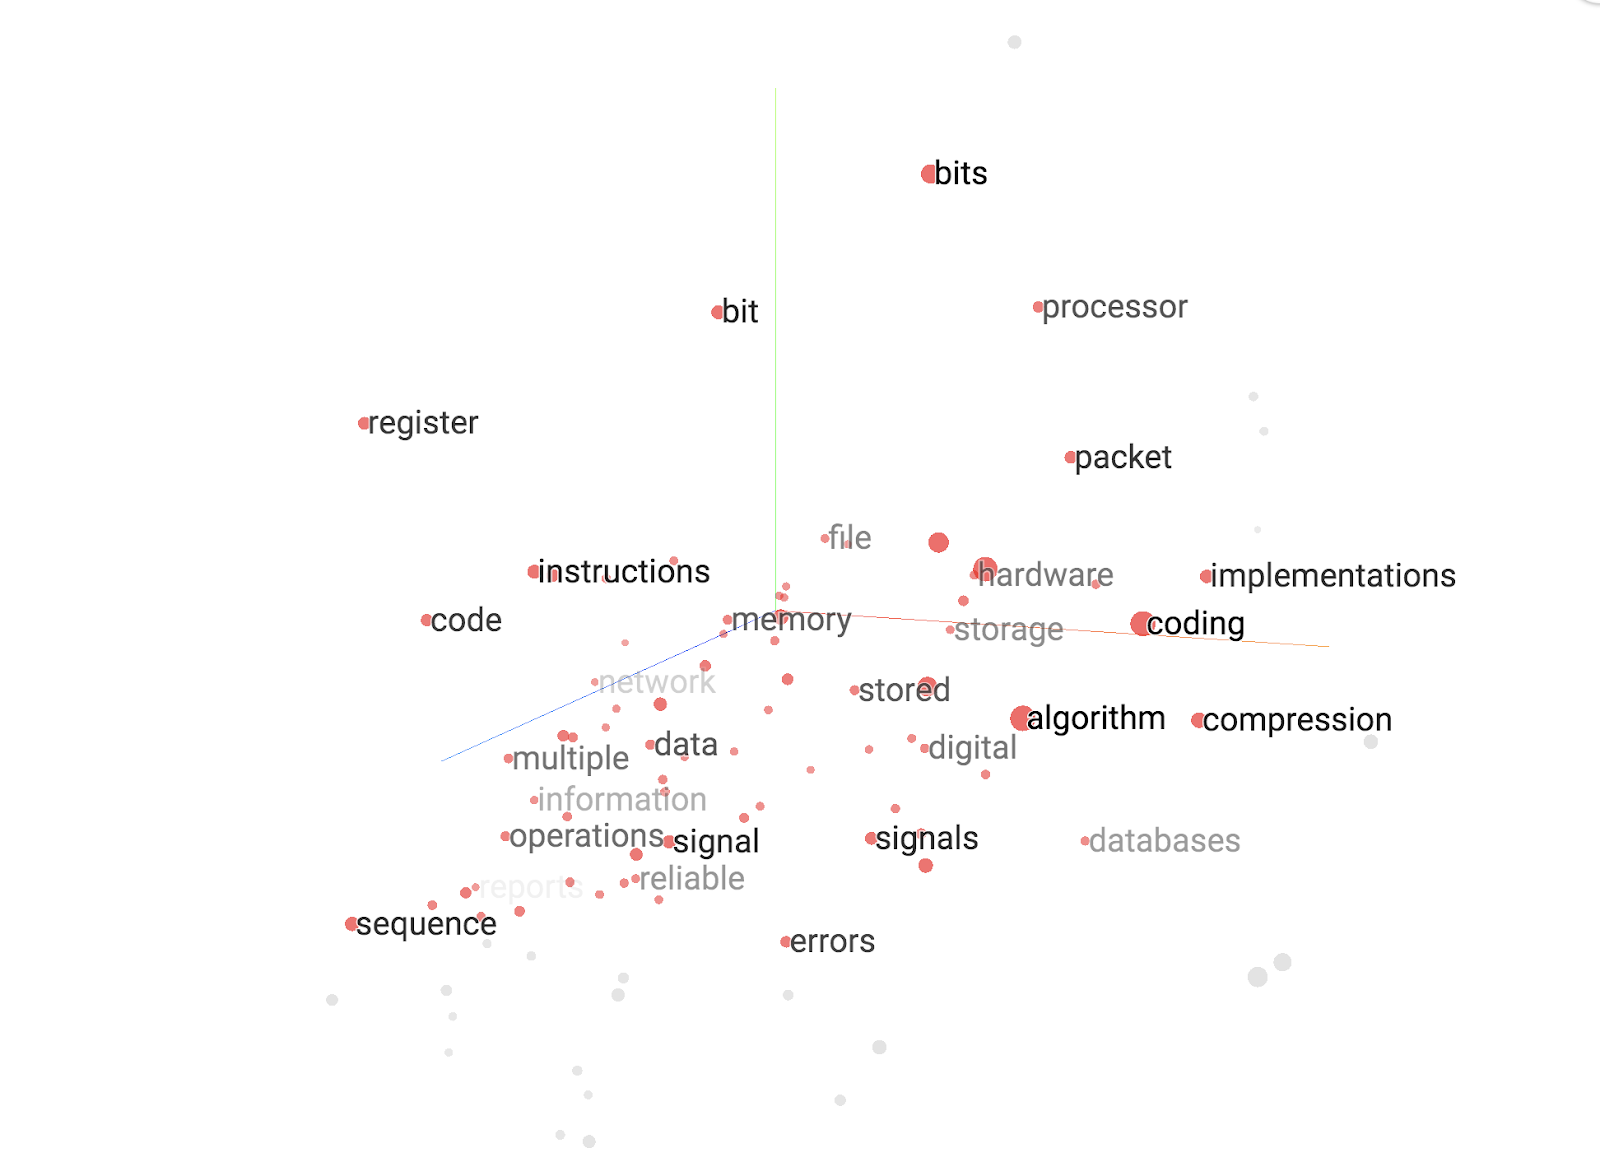 bits
processor
bit
register
packet
file
instructions
hardware
implementations
code
memory
storage
coding
network
stored
algorithm
compression
multiple
data
digital
information
operations
signal
signals
databases
reports
reliable
sequence
errors